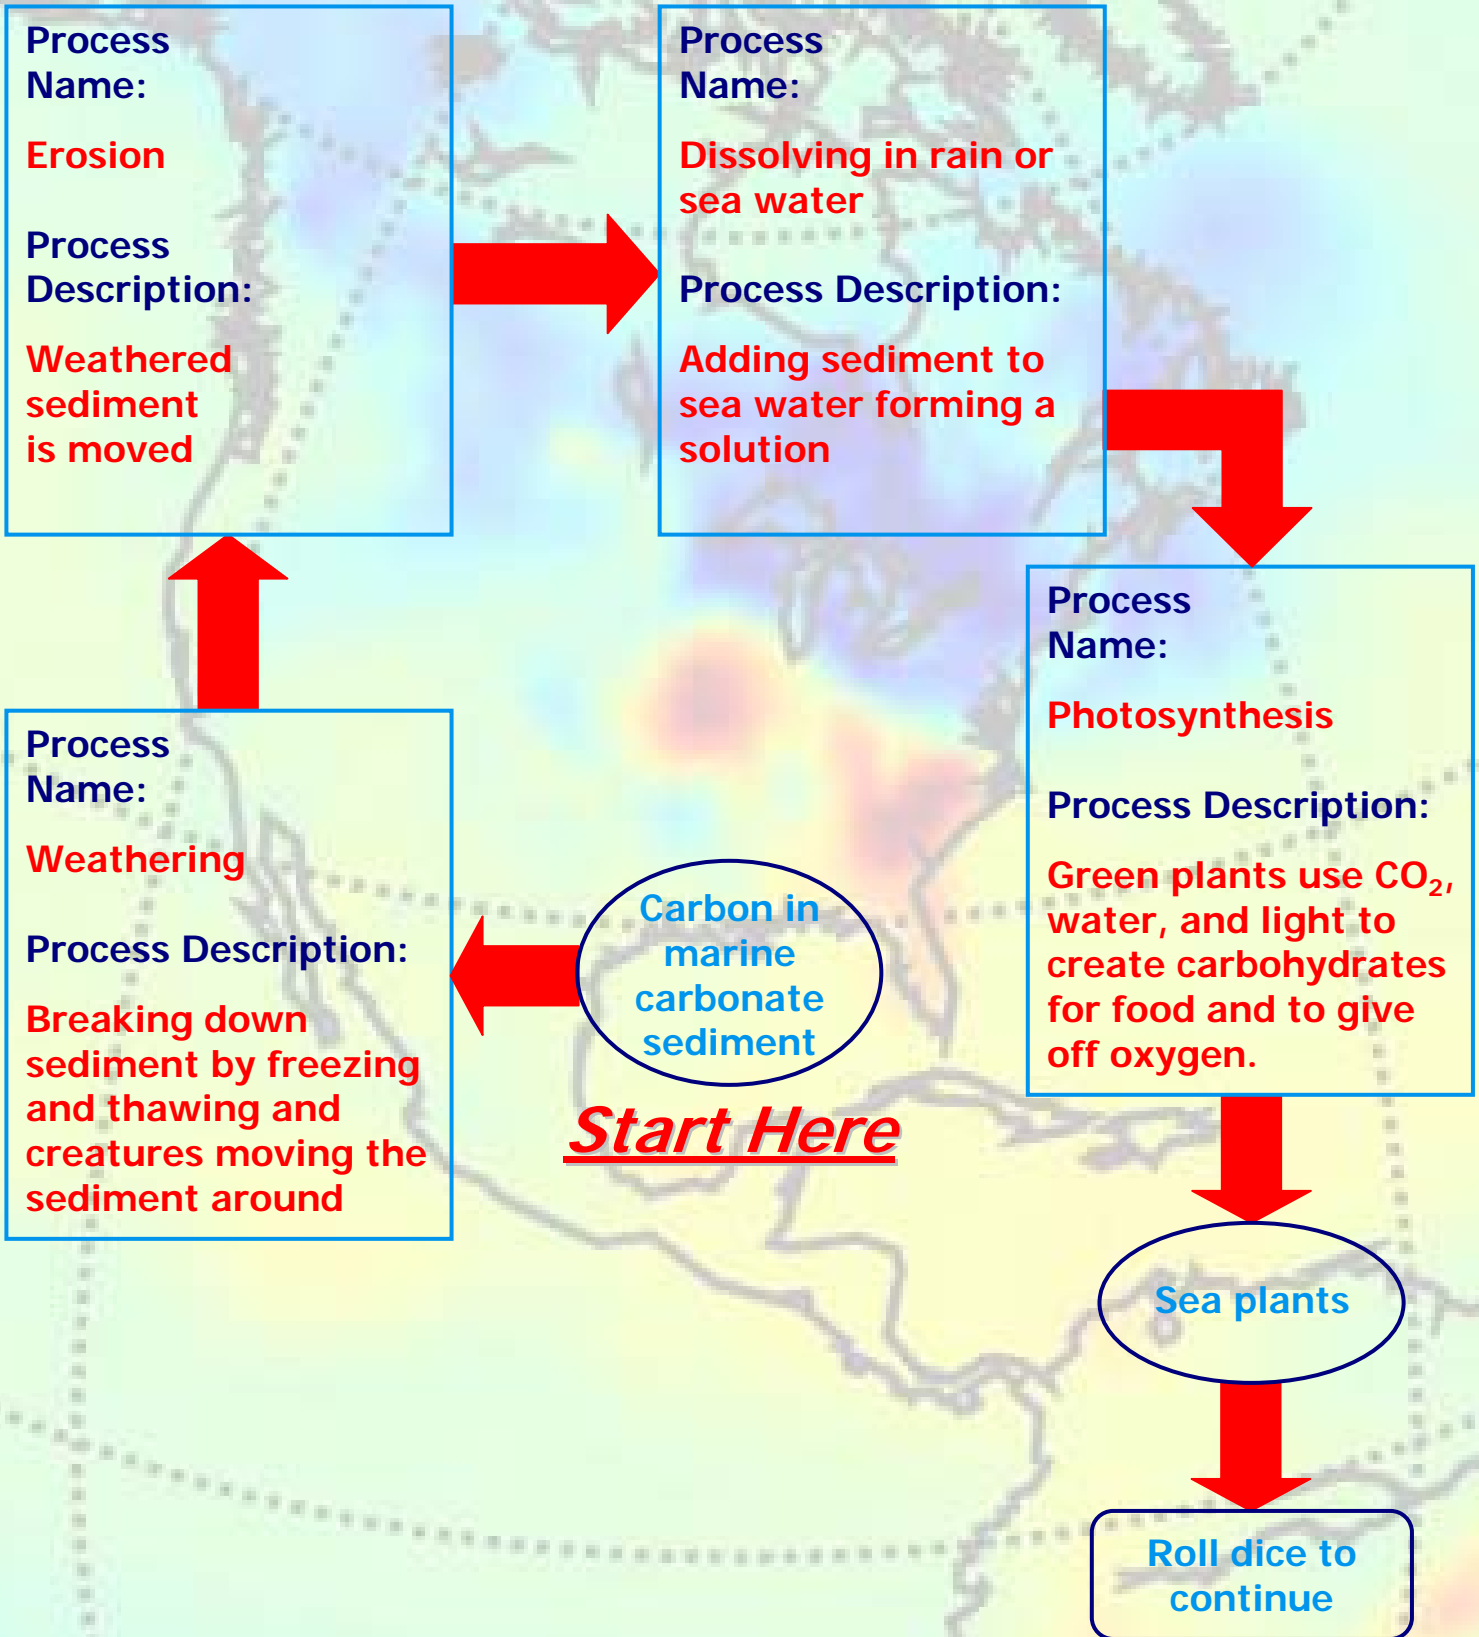 Process
Name:
Erosion
Process
Description:
Weathered
sediment
is moved
Process
Name:
Dissolving in rain or
sea water
Process Description:
Adding sediment to
sea water forming a
solution
Process
Name:
Photosynthesis
Process Description:
Green plants use CO₂,
water, and light to
create carbohydrates
for food and to give
off oxygen.
Process
Name:
Weathering
Process Description:
Breaking down
sediment by freezing
and thawing and
creatures moving the
sediment around
Carbon in
marine
carbonate
sediment
Start Here
Sea plants
Roll dice to
continue